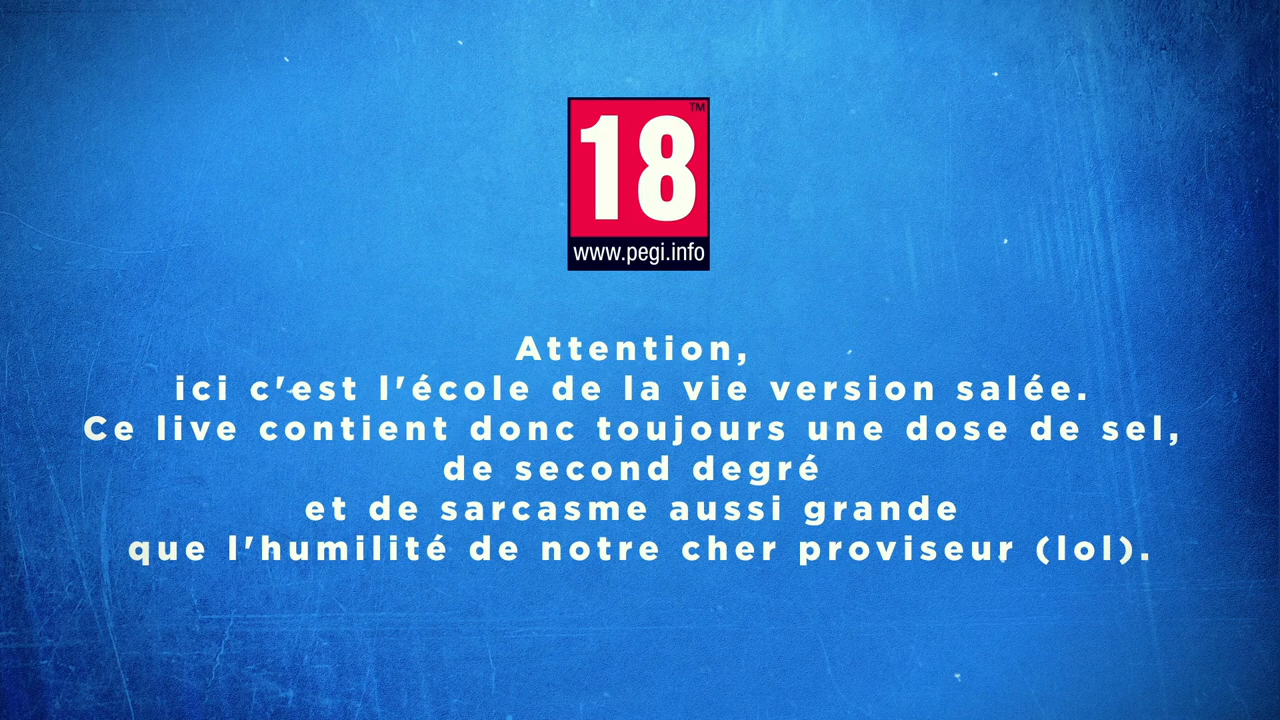 TM
18
www.pegi.info
Attention,
ici c'est l'école de la vie version salée.
Ce live contient donc toujours une dose de sel,
de second degré
et de sarcasme aussi grande
que l'humilité de notre cher proviseur (lol).